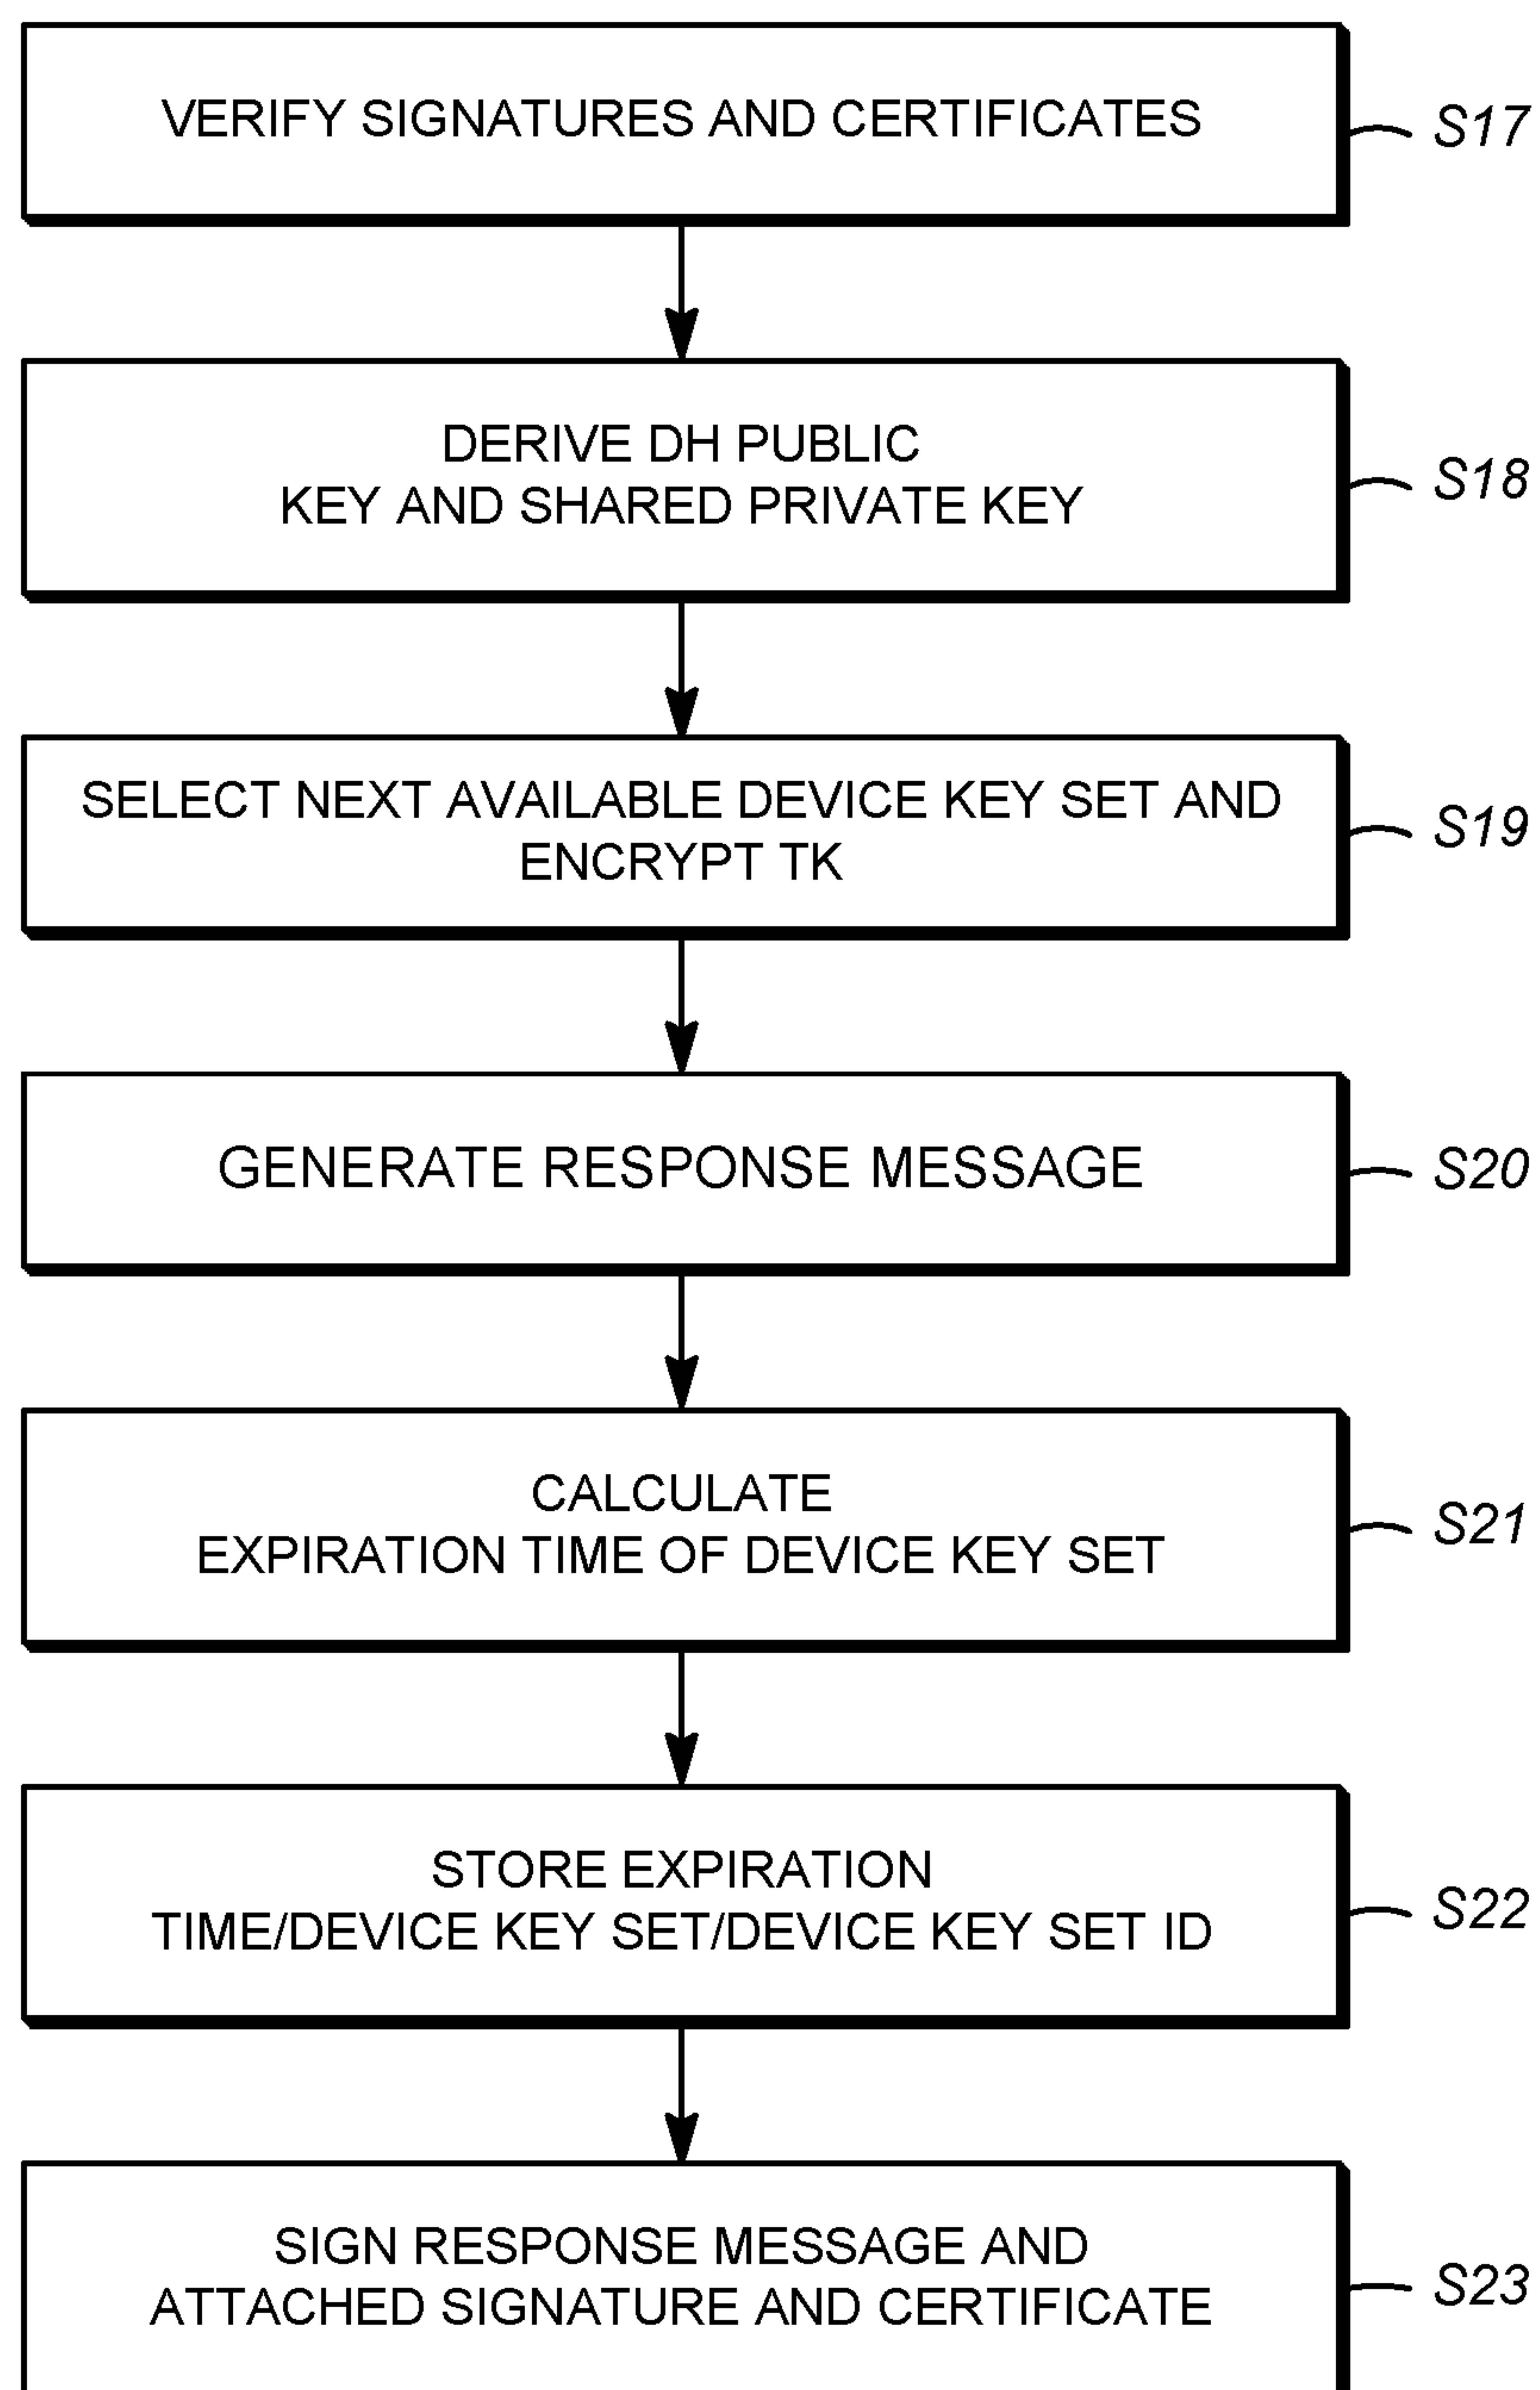 VERIFY SIGNATURES AND CERTIFICATES
S17
DERIVE DH PUBLIC
KEY AND SHARED PRIVATE KEY
S18
SELECT NEXT AVAILABLE DEVICE KEY SET AND
ENCRYPT TK
S19
GENERATE RESPONSE MESSAGE
S20
CALCULATE
EXPIRATION TIME OF DEVICE KEY SET
S21
STORE EXPIRATION
TIME/DEVICE KEY SET/DEVICE KEY SET ID
S22
SIGN RESPONSE MESSAGE AND
ATTACHED SIGNATURE AND CERTIFICATE
S23